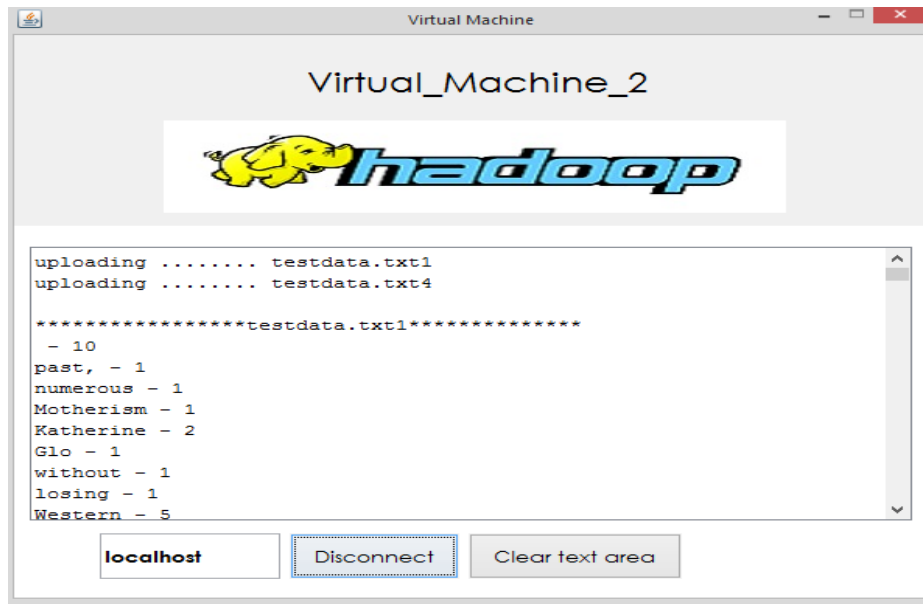 Virtual Machine
Virtual_Machine_2
hadoop
uploading ........ testdata.txt1
uploading ........ testdata.txt4
*****************testdata.txt1**************
- 10
past, - 1
numerous - 1
Motherism - 1
Katherine - 2
Glo - 1
without - 1
losing - 1
Western - 5
localhost Disconnect Clear text area